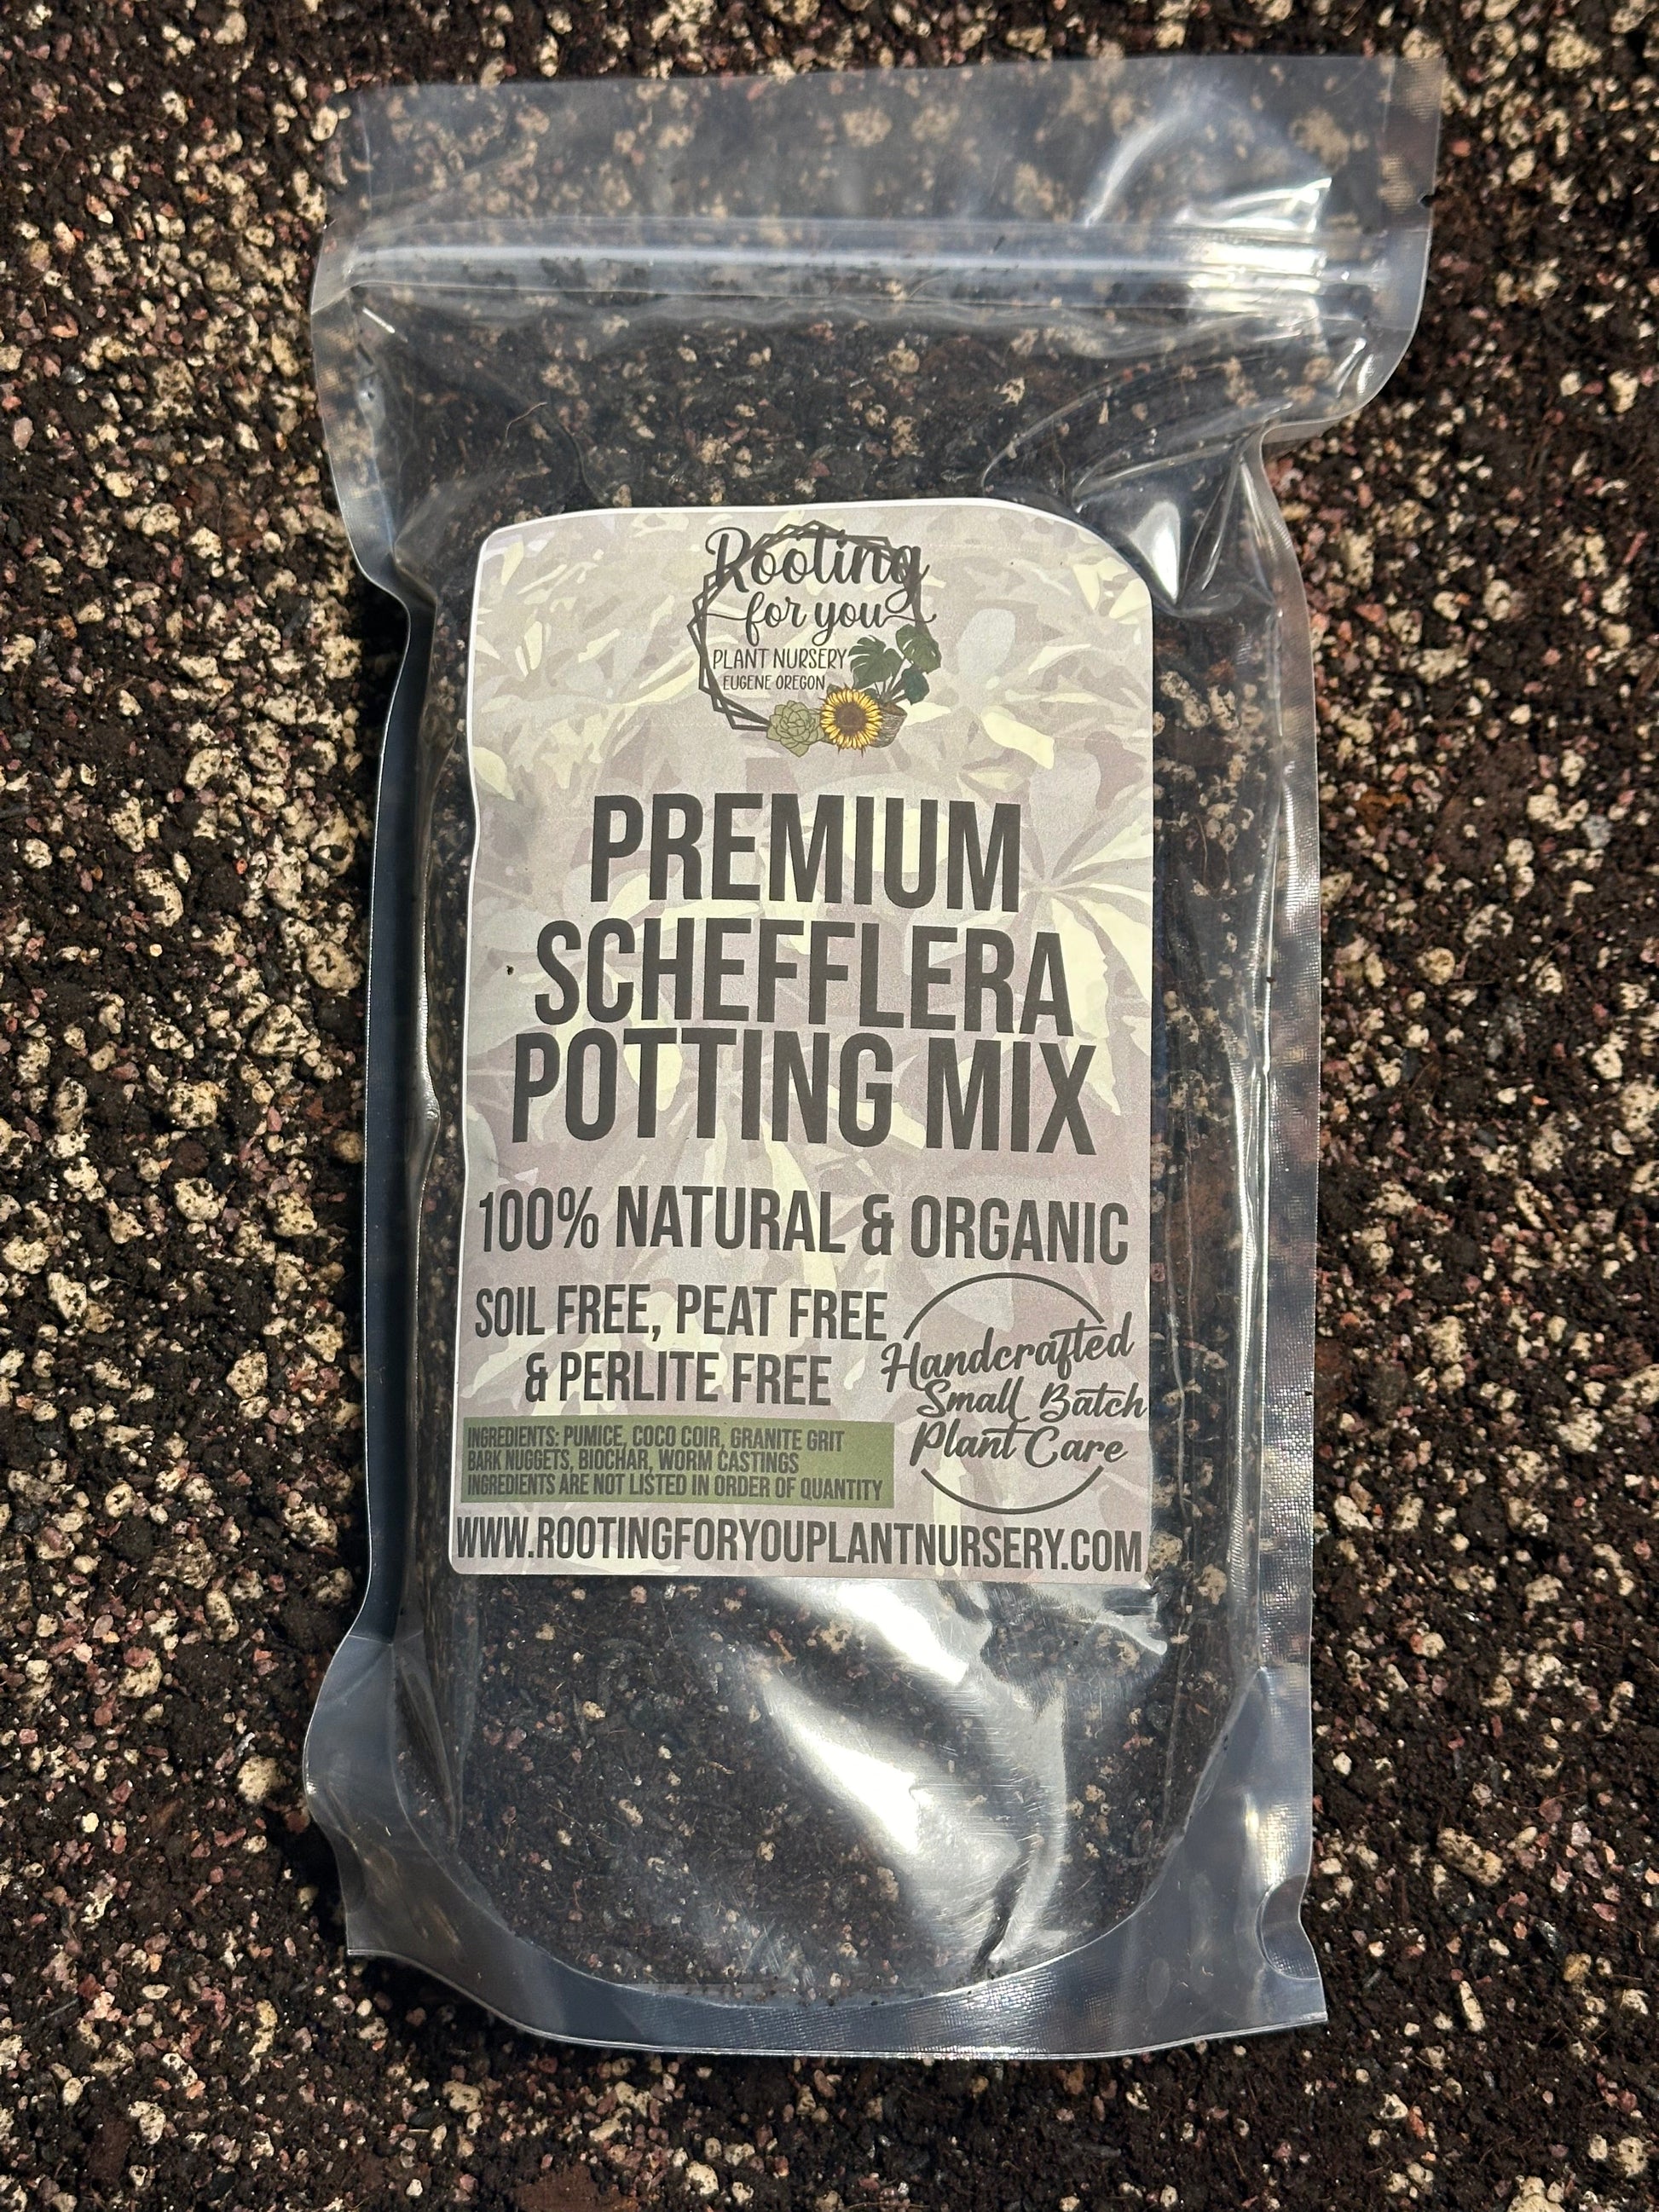 Rooting
for you
PLANT NURSERY
EUGENE OREGON
PREMIUM
SCHEFFLERA
POTTING MIX
100% NATURAL & ORGANIC
SOIL FREE, PEAT FREE
& PERLITE FREE
Handcrafted
Small Batch
Plant Care
INGREDIENTS: PUMICE, COCO COIR, GRANITE GRIT
BARK NUGGETS, BIOCHAR, WORM CASTINGS
INGREDIENTS ARE NOT LISTED IN ORDER OF QUANTITY
WWW.ROOTINGFORYOUPLANTNURSERY.COM